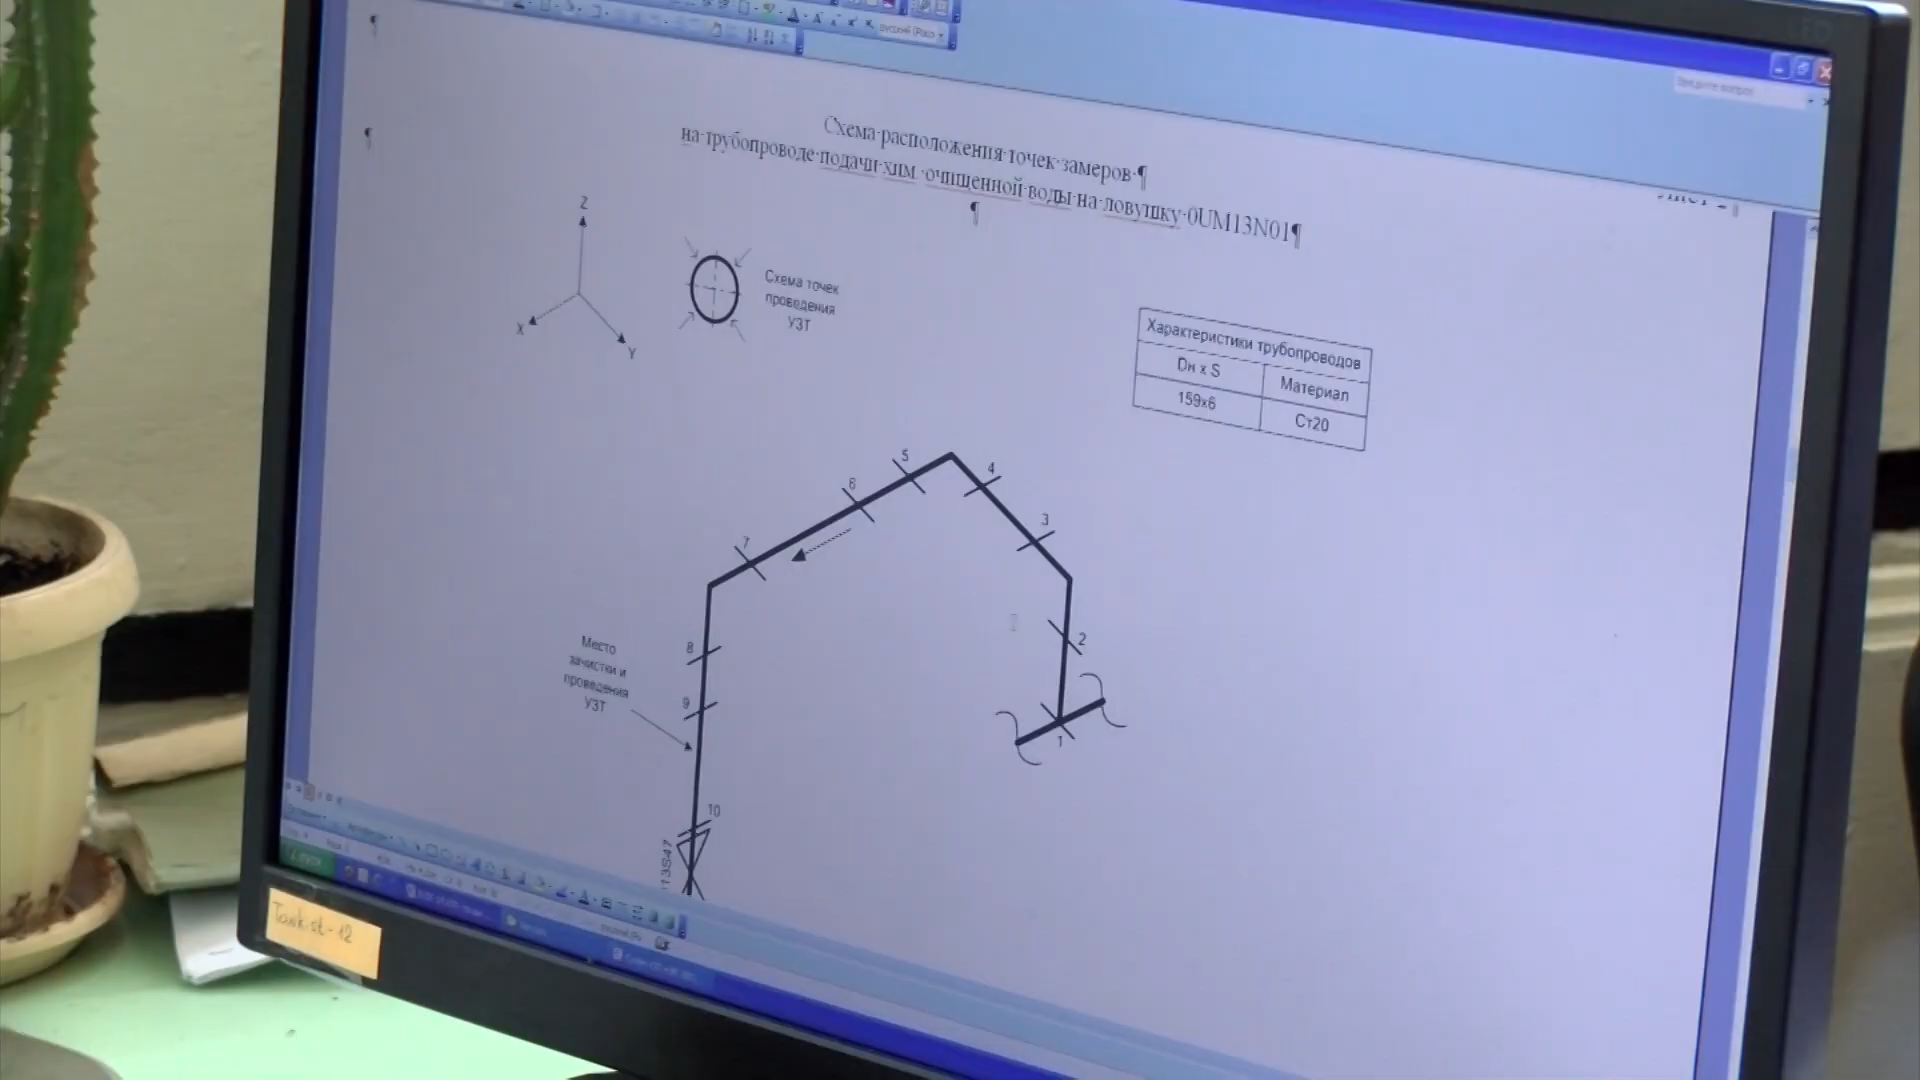 Схема·расположения·точек·замеров·¶
на·трубопроводе·подачи·хим.·очищенной·воды·на·ловушку·0UM13N01¶
¶
¶
¶
Z
X
Y
Схема точек
проведения
УЗТ
Характеристики трубопроводов
Dн x S
Материал
159x6
Ст20
5
4
6
3
7
2
8
Место
зачистки и
проведения
УЗТ
9
1
10
13S47
Tank.st-12